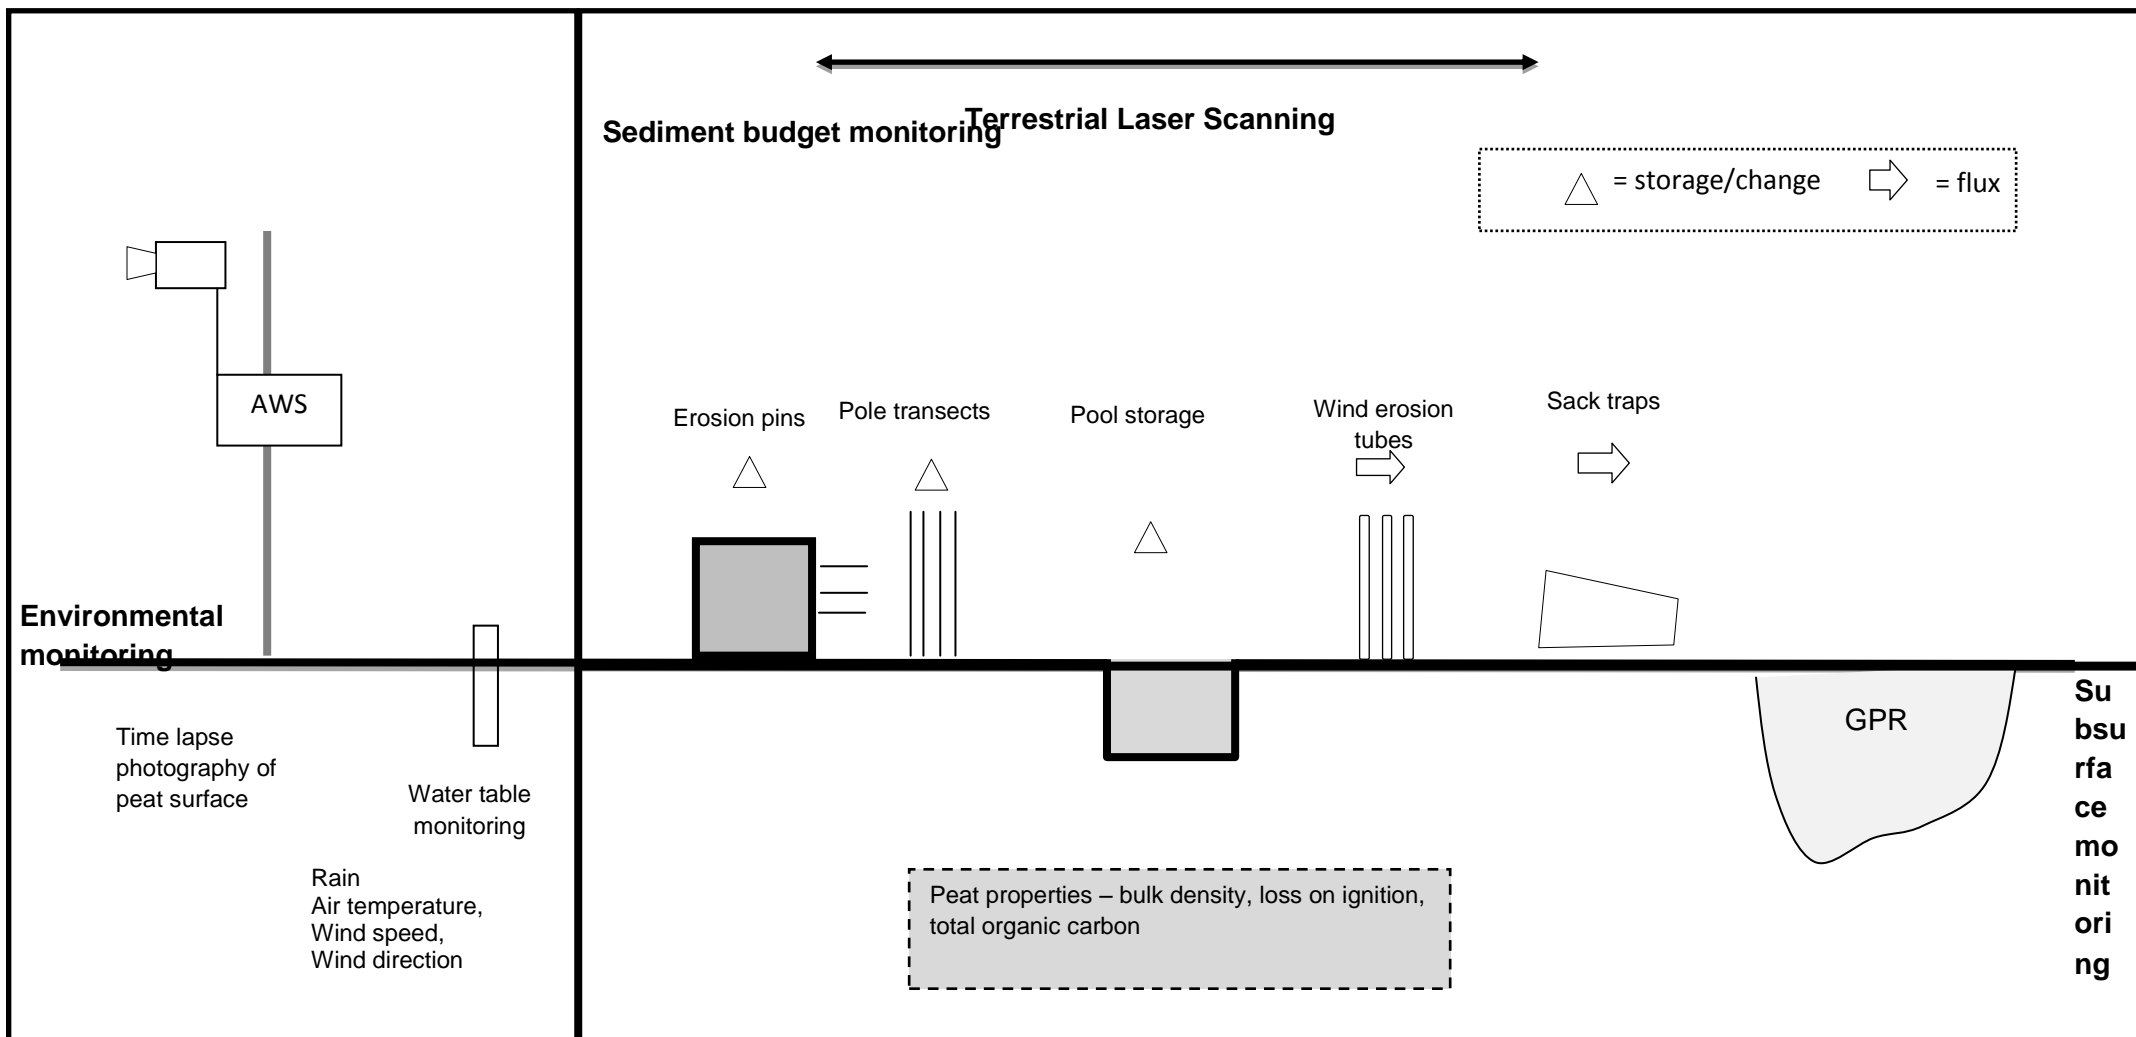 Terrestrial Laser Scanning
Sediment budget monitoring
= storage/change
= flux
AWS
Erosion pins
Pole transects
Pool storage
Wind erosion
tubes
Sack traps
Environmental
monitoring
Time lapse
photography of
peat surface
Water table
monitoring
Rain
Air temperature,
Wind speed,
Wind direction
Peat properties – bulk density, loss on ignition,
total organic carbon
GPR
Su
bsu
rfa
ce
mo
nit
ori
ng